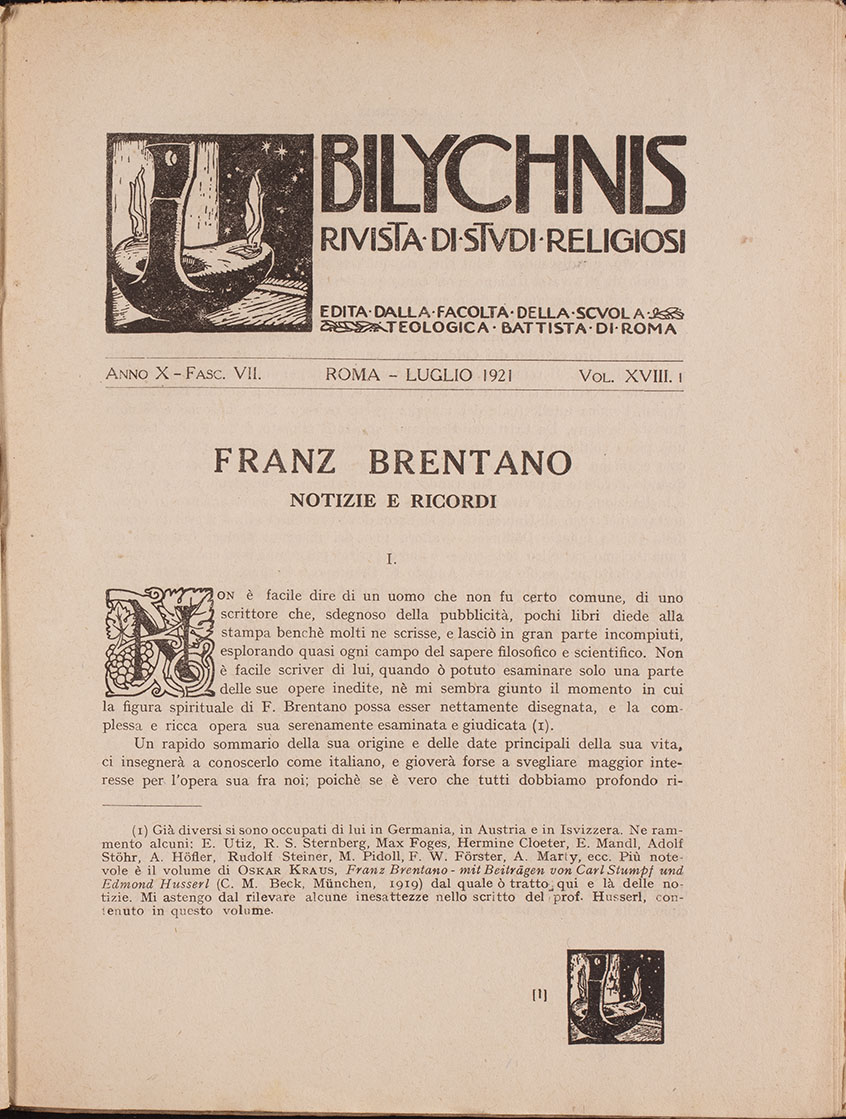 BILYCHNIS
RIVISTA·DI·STVDI·RELIGIOSI
EDITA·DALLA·FACOLTÀ·DELLA·SCVOLA
TEOLOGICA·BATTISTA·DI·ROMA
ANNO X – FASC. VII. ROMA – LUGLIO 1921 VOL. XVIII. 1
FRANZ BRENTANO
NOTIZIE E RICORDI
I.
NON è facile dire di un uomo che non fu certo comune, di uno
scrittore che, sdegnoso della pubblicità, pochi libri diede alla
stampa benchè molti ne scrisse, e lasciò in gran parte incompiuti,
esplorando quasi ogni campo del sapere filosofico e scientifico. Non
è facile scriver di lui, quando ò potuto esaminare solo una parte
delle sue opere inedite, nè mi sembra giunto il momento in cui
la figura spirituale di F. Brentano possa esser nettamente disegnata, e la com-
plessa e ricca opera sua serenamente esaminata e giudicata (1).
Un rapido sommario della sua origine e delle date principali della sua vita,
ci insegnerà a conoscerlo come italiano, e gioverà forse a svegliare maggior inte-
resse per l'opera sua fra noi; poichè se è vero che tutti dobbiamo profondo ri-
(1) Già diversi si sono occupati di lui in Germania, in Austria e in Isvizzera. Ne ram-
mento alcuni: E. Utiz, R. S. Sternberg, Max Foges, Hermine Cloeter, E. Mandl, Adolf
Stöhr, A. Höfler, Rudolf Steiner, M. Pidoll, F. W. Förster, A. Marty, ecc. Più note-
vole è il volume di OSKAR KRAUS, Franz Brentano - mit Beiträgen von Carl Stumpf und
Edmond Husserl (C. M. Beck, München, 1919) dal quale ò tratto qui e là delle no-
tizie. Mi astengo dal rilevare alcune inesattezze nello scritto del prof. Husserl, con-
tenuto in questo volume.
[1]